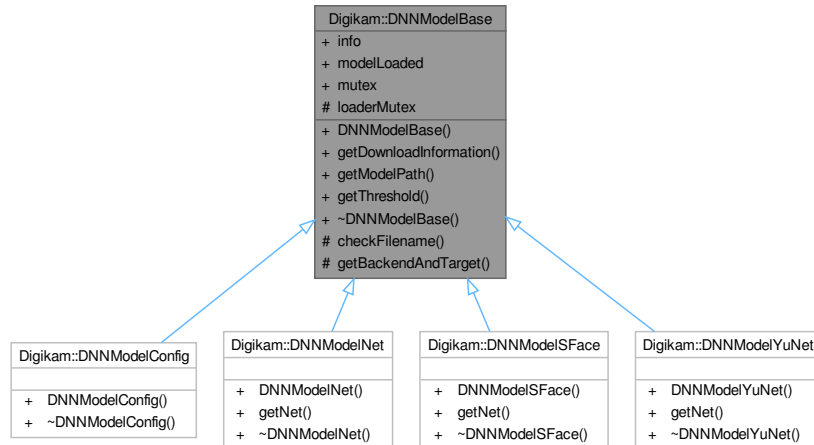 Digikam::DNNModelBase
+ info
+ modelLoaded
+ mutex
# loaderMutex
+ DNNModelBase()
+ getDownloadInformation()
+ getModelPath()
+ getThreshold()
+ ~DNNModelBase()
# checkFilename()
# getBackendAndTarget()
Digikam::DNNModelConfig
+ DNNModelConfig()
+ ~DNNModelConfig()
Digikam::DNNModelNet
+ DNNModelNet()
+ getNet()
+ ~DNNModelNet()
Digikam::DNNModelSFace
+ DNNModelSFace()
+ getNet()
+ ~DNNModelSFace()
Digikam::DNNModelYuNet
+ DNNModelYuNet()
+ getNet()
+ ~DNNModelYuNet()